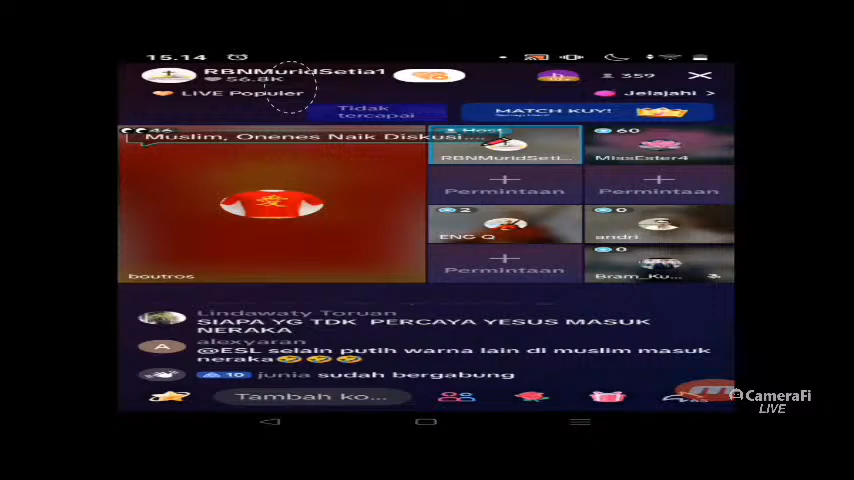 15.14
RBNMuridSetia1
56.8K
359
LIVE Populer
Jelajahi >
Tidak
tercapai
MATCH KUY!
46
Muslim, Onenes Naik Diskusi....
Host
60
RBNMuridSeti...
MissEster4
Permintaan
Permintaan
2
0
ENG Q
andri
0
Permintaan
boutros
Bram_Ku...
Lindawaty Toruan
SIAPA YG TDK PERCAYA YESUS MASUK
NERAKA
alexyaran
A
@ESL selain putih warna lain di muslim masuk
neraka🤣🤣🤣
10 junia sudah bergabung
Tambah ko...
CameraFi
LIVE